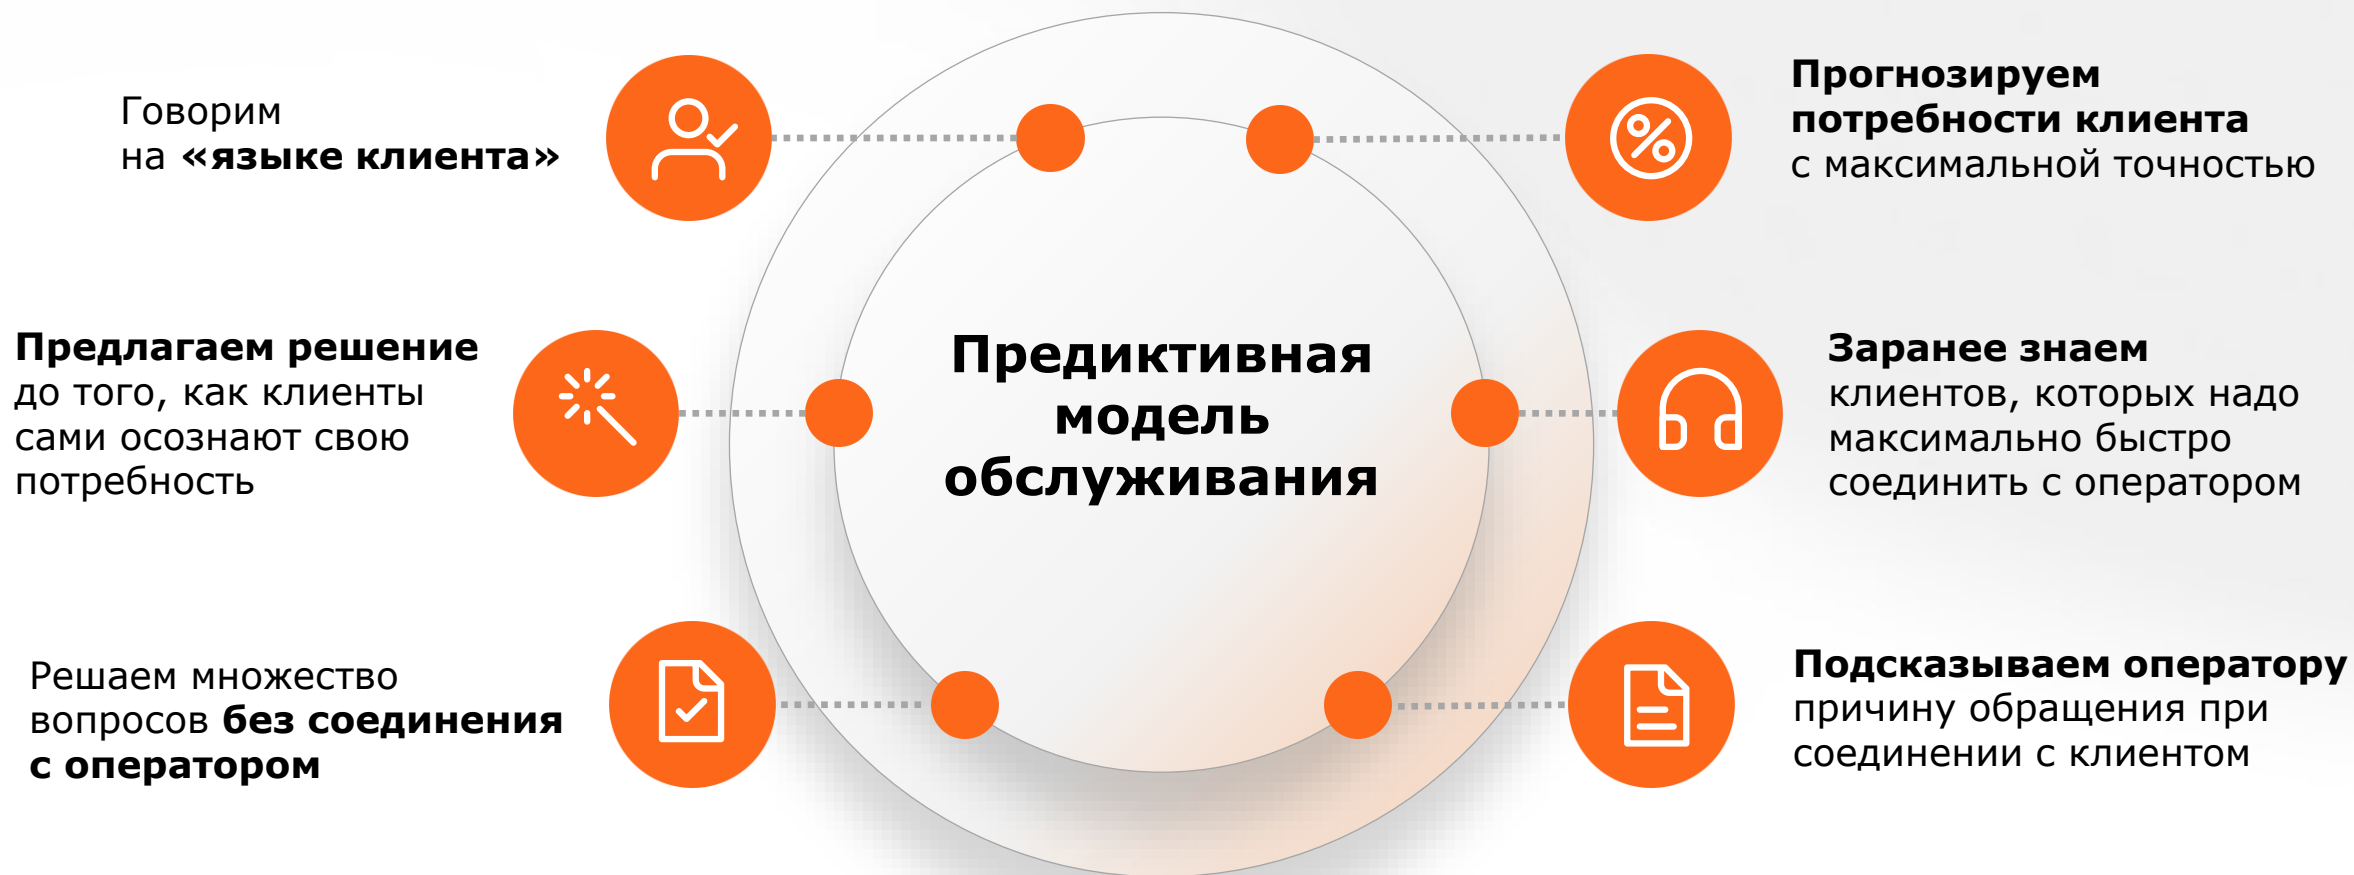 Говорим
на «языке клиента»
Предлагаем решение
до того, как клиенты
сами осознают свою
потребность
Решаем множество
вопросов без соединения
с оператором
Предиктивная
модель
обслуживания
Прогнозируем
потребности клиента
с максимальной точностью
Заранее знаем
клиентов, которых надо
максимально быстро
соединить с оператором
Подсказываем оператору
причину обращения при
соединении с клиентом